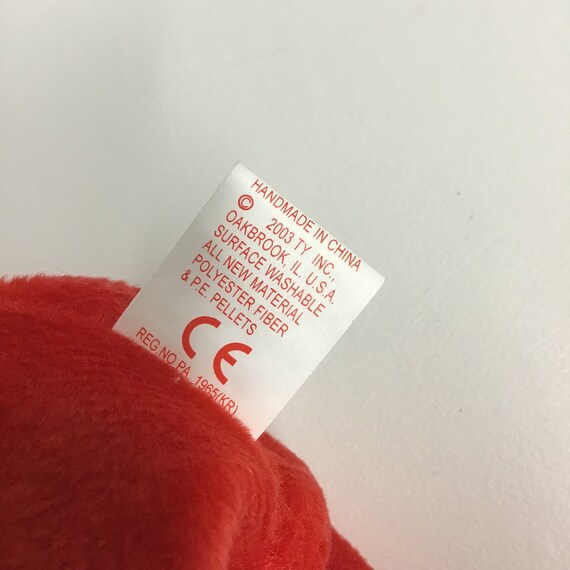 HANDMADE IN CHINA
© 2003 TY INC.,
OAKBROOK, IL. U.S.A.
SURFACE WASHABLE
ALL NEW MATERIAL
POLYESTER FIBER
& P.E. PELLETS
CE
REG.NO PA. 1965(KR)